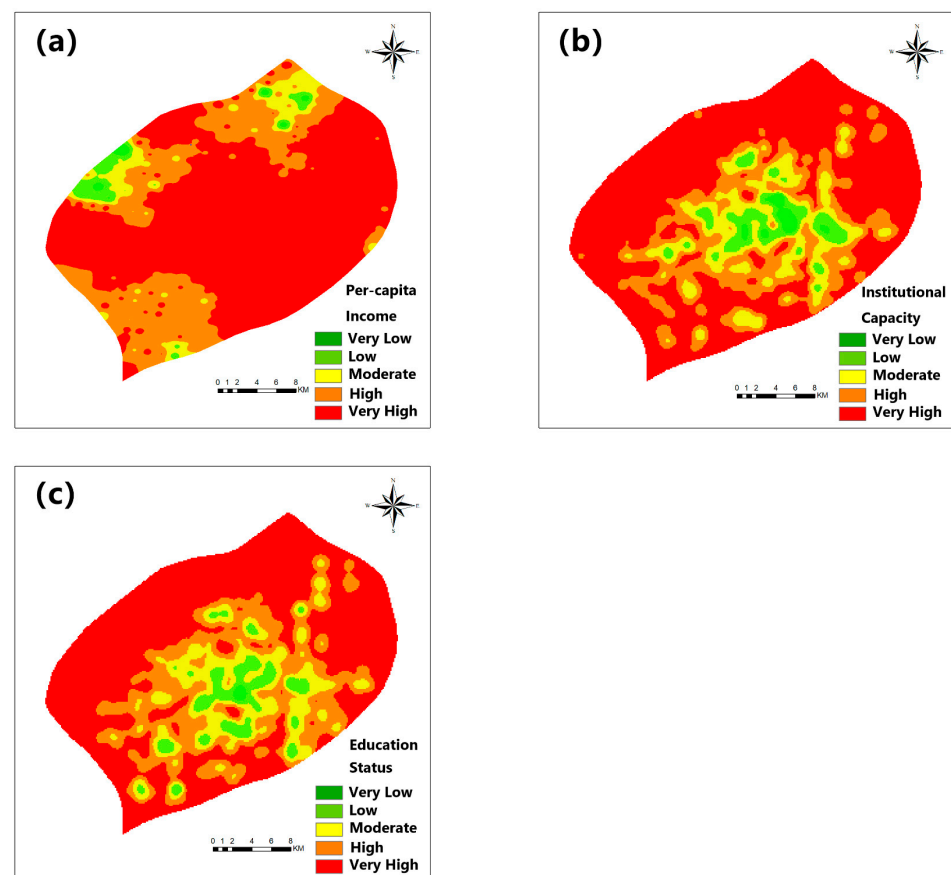 (a)
N
W E
S
Per-capita
Income
Very Low
Low
Moderate
High
Very High
0 1 2 4 6 8
KM
(b)
N
W E
S
Institutional
Capacity
Very Low
Low
Moderate
High
Very High
0 1 2 4 6 8
KM
(c)
N
W E
S
Education
Status
Very Low
Low
Moderate
High
Very High
0 1 2 4 6 8
KM